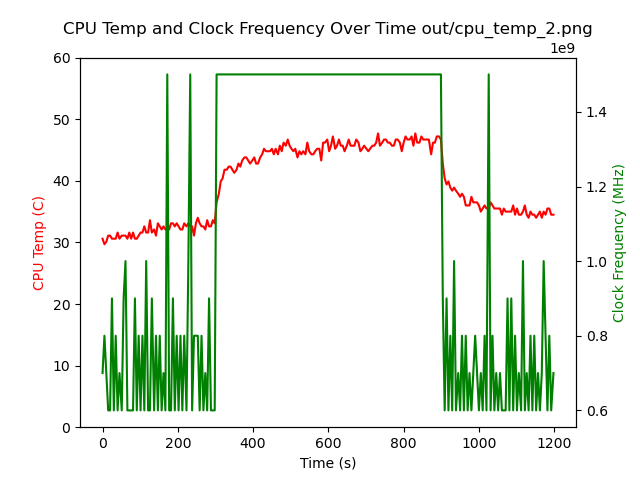 CPU Temp and Clock Frequency Over Time out/cpu_temp_2.png
1e9
60
50
40
30
20
10
0
CPU Temp (C)
1.4
1.2
1.0
0.8
0.6
Clock Frequency (MHz)
0 200 400 600 800 1000 1200
Time (s)